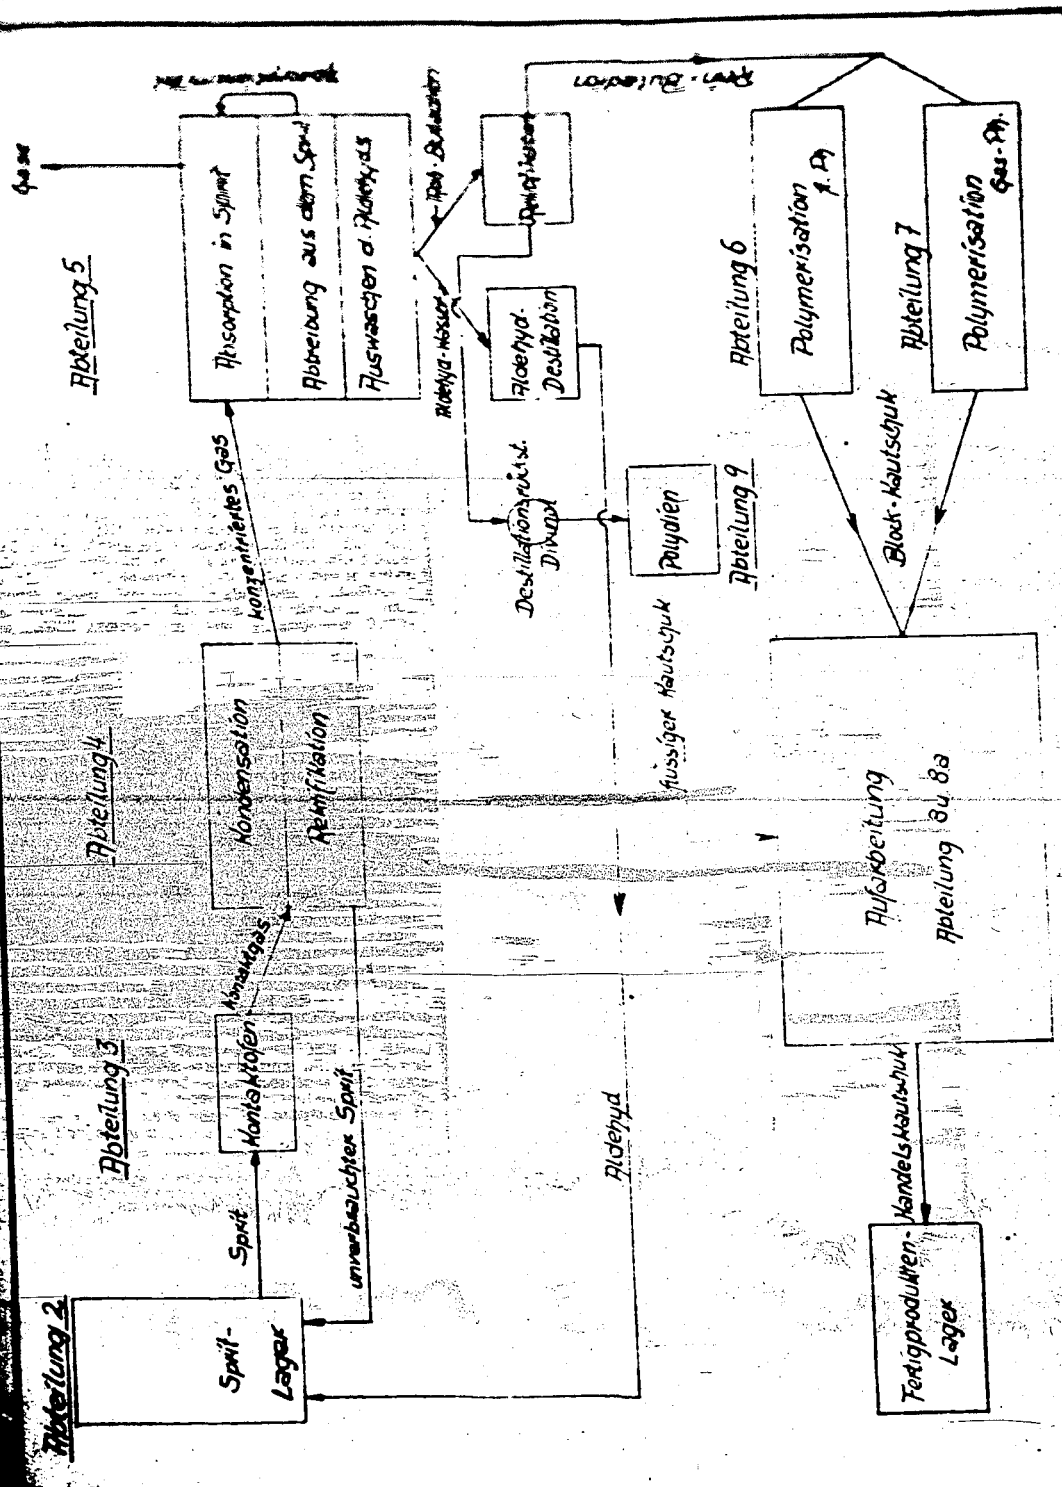 Abteilung 2
Sprit-
Lager
Sprit
unverbrauchter Sprit
Abteilung 3
Kontaktofen
Kontaktgas
Abteilung 4
Kondensation
Rektifikation
konzentriertes Gas
Abteilung 5
Gase
Absorption in Sprit
Abtreibung aus dem Sprit
Auswaschen d. Aldehyds
Roh-Butadien
Aldehyd-Wasser
Rein-Butadien
Aldehyd-
Destillation
Destillationsrückst.
Divinol
Polydien
Abteilung 9
Aldehyd
flüssiger Kautschuk
Abteilung 6
Polymerisation
Abteilung 7
Polymerisation
Gas-Ph.
Block-Kautschuk
Aufarbeitung
Abteilung 8u.8a
Handelskautschuk
Fertigprodukten-
Lager